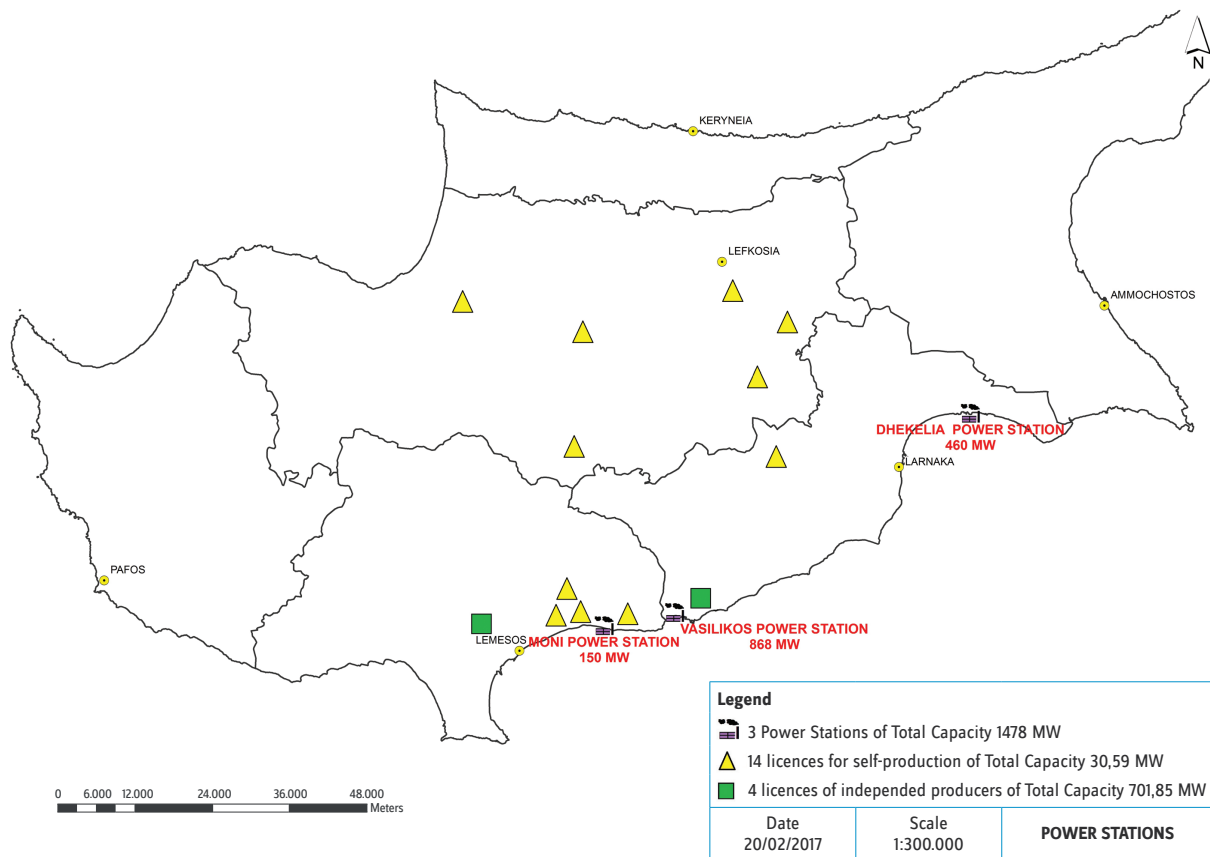 N
KERYNEIA
LEFKOSIA
AMMOCHOSTOS
DHEKELIA POWER STATION
460 MW
LARNAKA
PAFOS
VASILIKOS POWER STATION
868 MW
LEMESOS
MONI POWER STATION
150 MW
Legend
3 Power Stations of Total Capacity 1478 MW
14 licences for self-production of Total Capacity 30,59 MW
4 licences of independed producers of Total Capacity 701,85 MW
0 6.000 12.000 24.000 36.000 48.000
Meters
Date
20/02/2017
Scale
1:300.000
POWER STATIONS